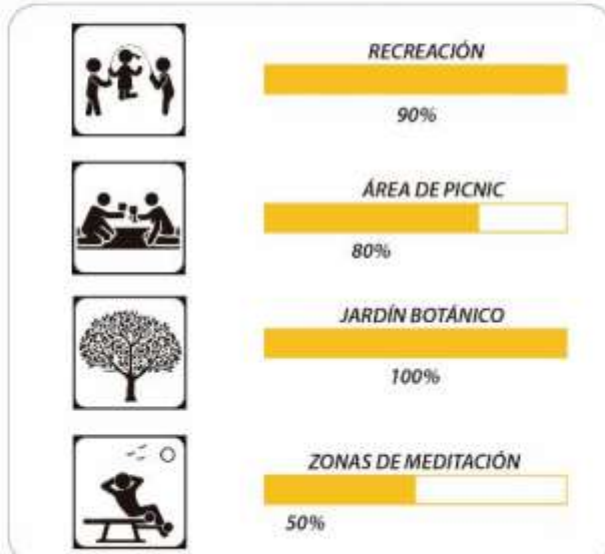 RECREACIÓN
90%
ÁREA DE PICNIC
80%
JARDÍN BOTÁNICO
100%
ZONAS DE MEDITACIÓN
50%